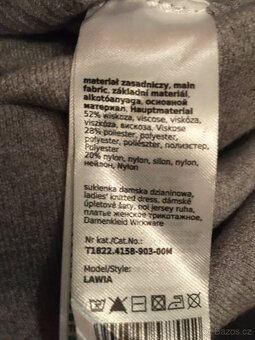 materiał zasadniczy, main
fabric, základní materiál,
alkotóanyaga, основной
материал. Hauptmaterial
52% wiskoza, viscose, viskózy,
viszkóza, вискоза. Viskose
28% poliester, polyester,
polyester, poliészter, полиэстер,
Polyester
20% nylon, nylon, silon, nylon,
нейлон, Nylon
sukienka damska dzianinowa,
ladies' knitted dress, dámské
úpletové šaty, női jersey ruha,
платье женское трикотажное,
Damenkleid Wirkware
Nr kat./Cat.No.:
T1822.4158-903-00M
Model/Style:
LAWIA